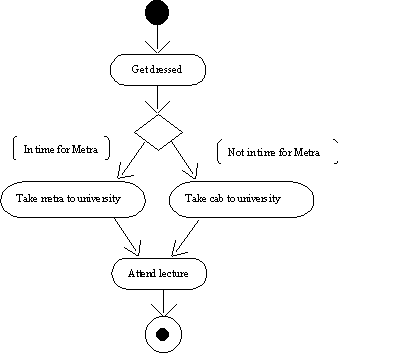 Get dressed
[ In time for Metra ]
[ Not in time for Metra ]
Take metra to university
Take cab to university
Attend lecture